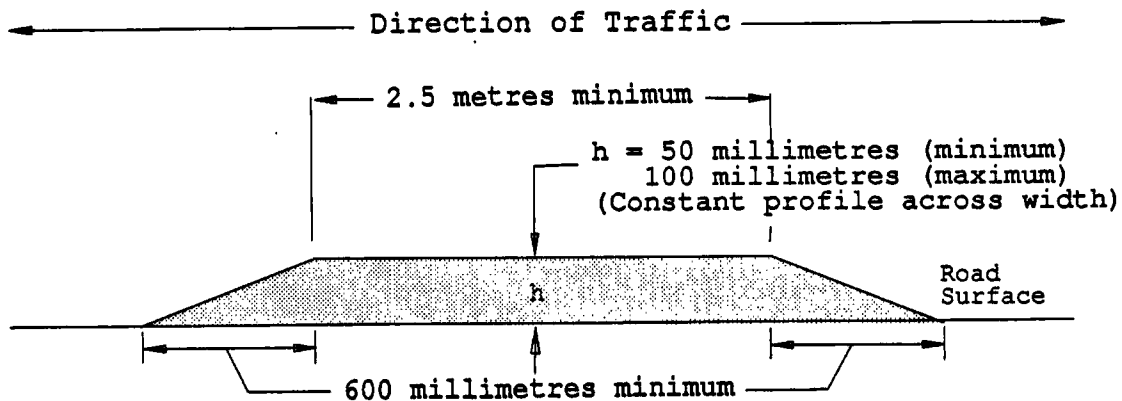 Direction of Traffic
2.5 metres minimum
h = 50 millimetres (minimum)
100 millimetres (maximum)
(Constant profile across width)
h
Road
Surface
600 millimetres minimum